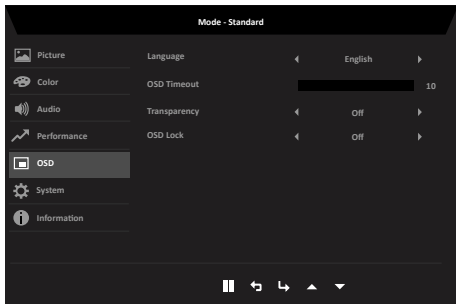 Mode - Standard
Picture
Language English
Color
OSD Timeout 10
Audio
Transparency Off
Performance
OSD Lock Off
OSD
System
Information